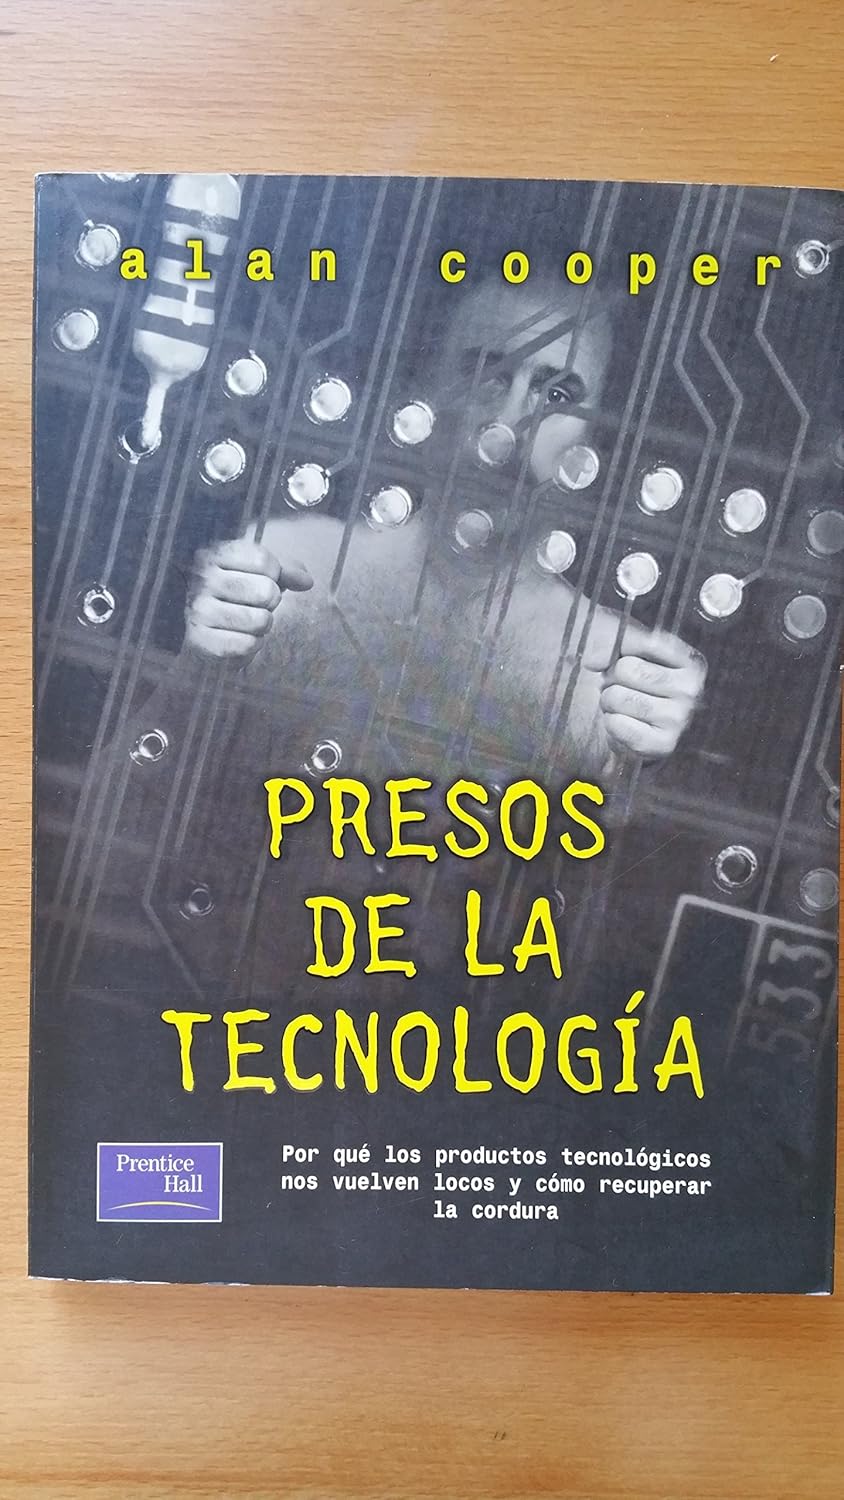 alan cooper
PRESOS
DE LA
TECNOLOGÍA
Prentice
Hall
Por qué los productos tecnológicos
nos vuelven locos y cómo recuperar
la cordura
533